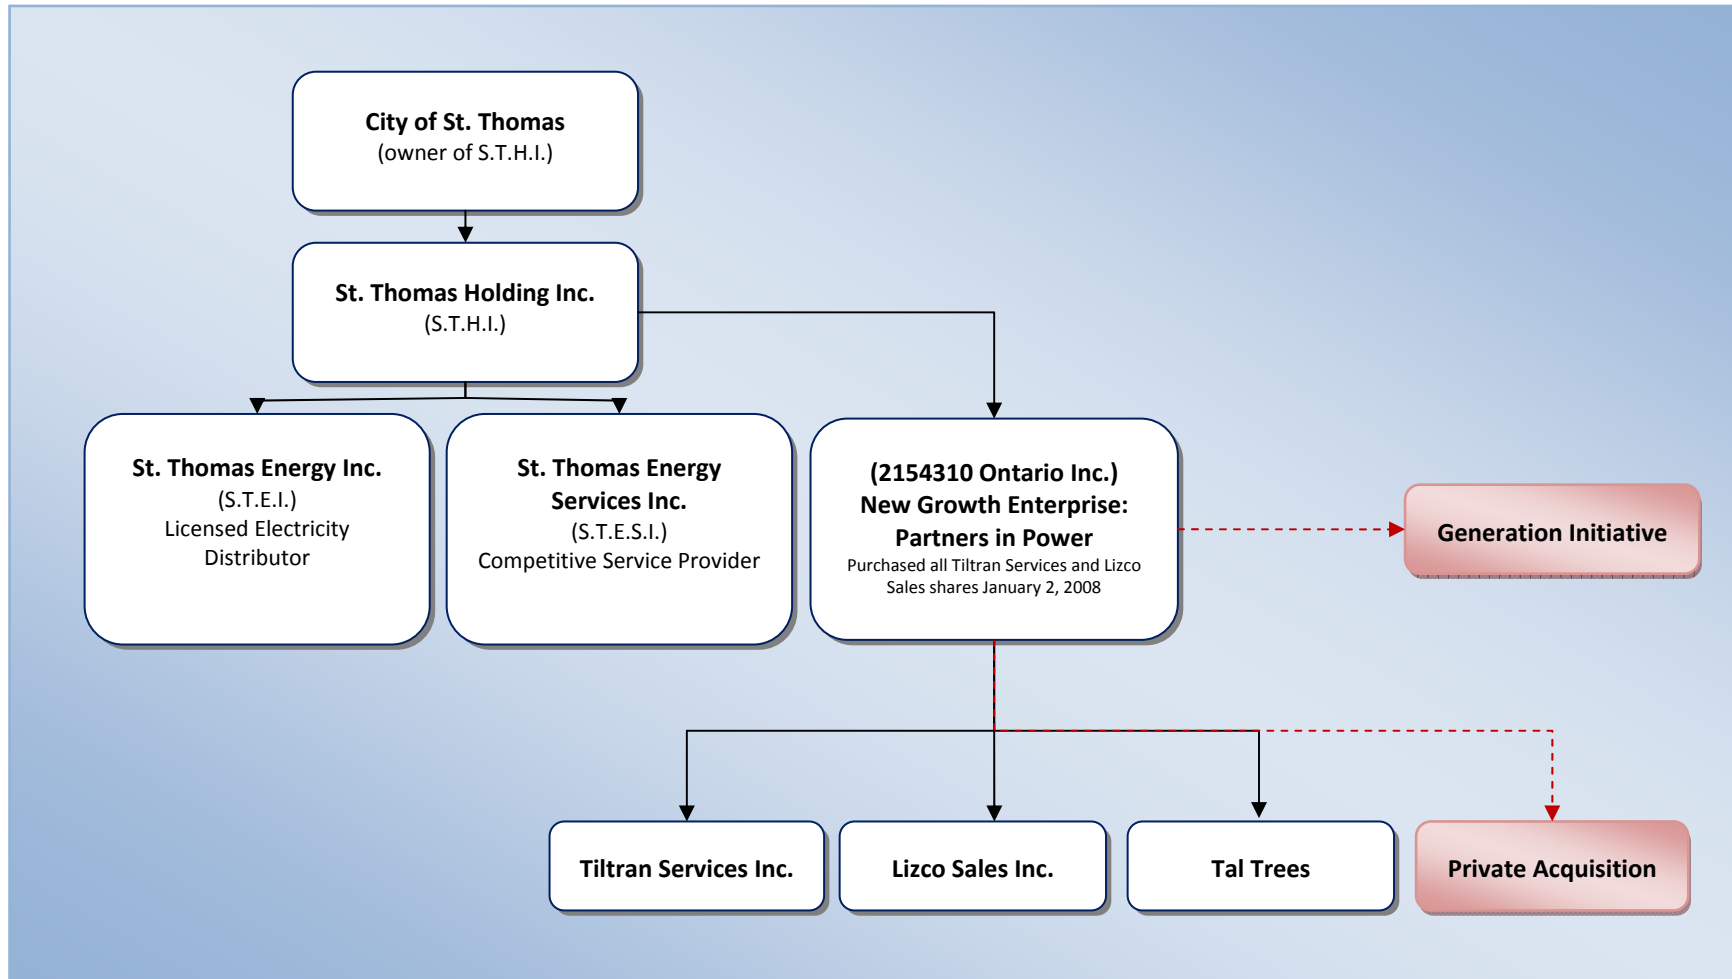 City of St. Thomas
(owner of S.T.H.I.)
St. Thomas Holding Inc.
(S.T.H.I.)
St. Thomas Energy Inc.
(S.T.E.I.)
Licensed Electricity
Distributor
St. Thomas Energy
Services Inc.
(S.T.E.S.I.)
Competitive Service Provider
(2154310 Ontario Inc.)
New Growth Enterprise:
Partners in Power
Purchased all Tiltran Services and Lizco
Sales shares January 2, 2008
Generation Initiative
Tiltran Services Inc.
Lizco Sales Inc.
Tal Trees
Private Acquisition